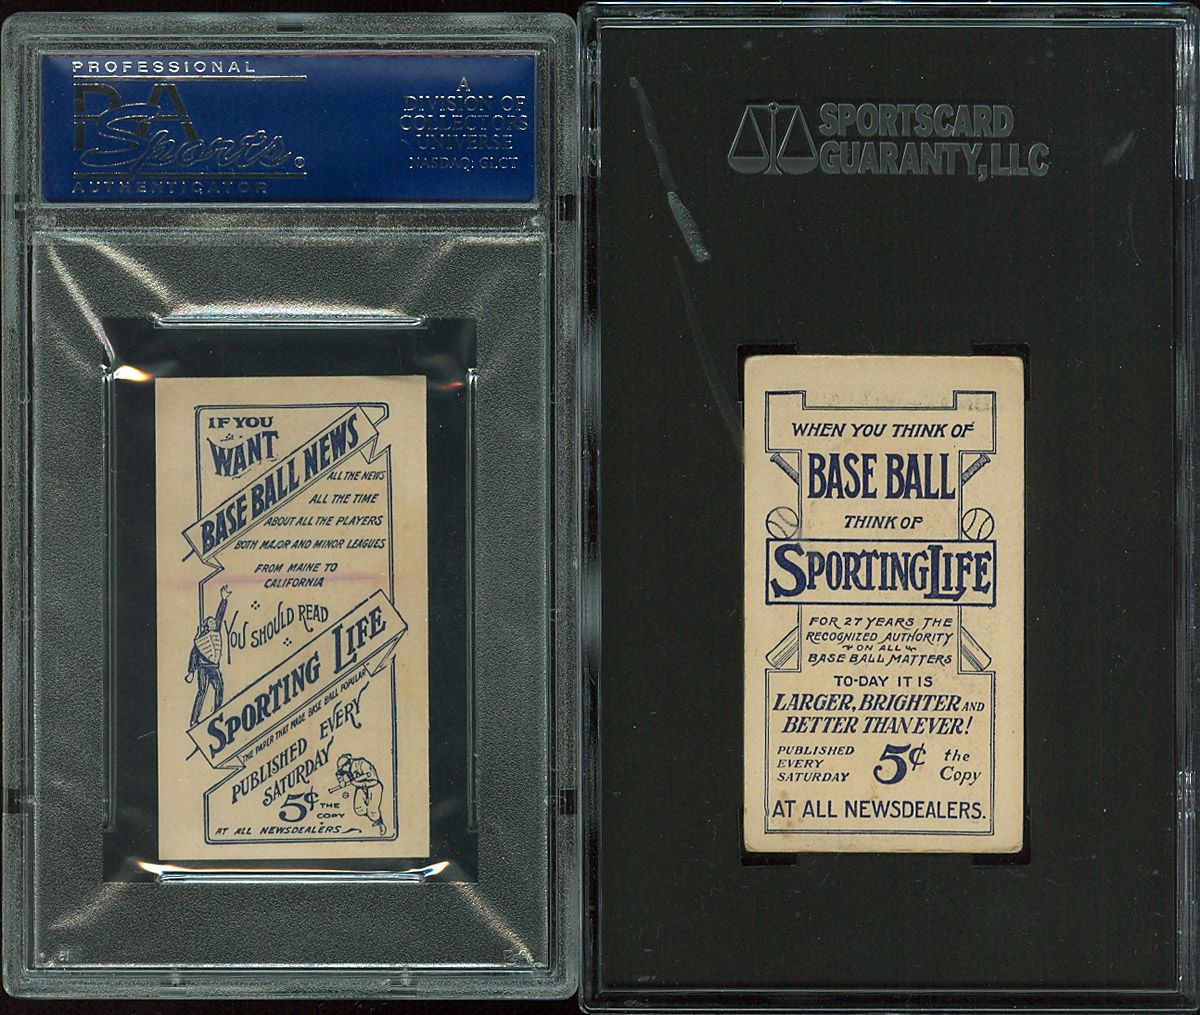 PROFESSIONAL
PSA
Sports ®
AUTHENTICATOR
A
DIVISION OF
COLLECTORS
UNIVERSE
NASDAQ: CLCT
IF YOU
WANT
BASE BALL NEWS
ALL THE NEWS
ALL THE TIME
ABOUT ALL THE PLAYERS
BOTH MAJOR AND MINOR LEAGUES
FROM MAINE TO
CALIFORNIA
YOU SHOULD READ
SPORTING LIFE
THE PAPER THAT MADE BASE BALL POPULAR
PUBLISHED EVERY
SATURDAY
5¢ THE
COPY
AT ALL NEWSDEALERS
SPORTSCARD
GUARANTY, LLC
WHEN YOU THINK OF
BASE BALL
THINK OF
SPORTING LIFE
FOR 27 YEARS THE
RECOGNIZED AUTHORITY
ON ALL
BASE BALL MATTERS
TO-DAY IT IS
LARGER, BRIGHTER AND
BETTER THAN EVER!
PUBLISHED
EVERY
SATURDAY
5¢ the
Copy
AT ALL NEWSDEALERS.